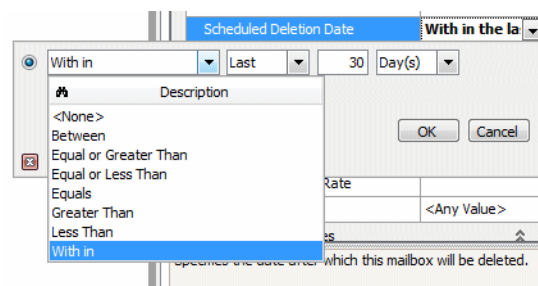 Scheduled Deletion Date With in the la
With in Last 30 Day(s)
Description
<None>
Between
Equal or Greater Than
Equal or Less Than
Equals
Greater Than
Less Than
With in
OK Cancel
Rate
<Any Value>
es
Specifies the date after which this mailbox will be deleted.